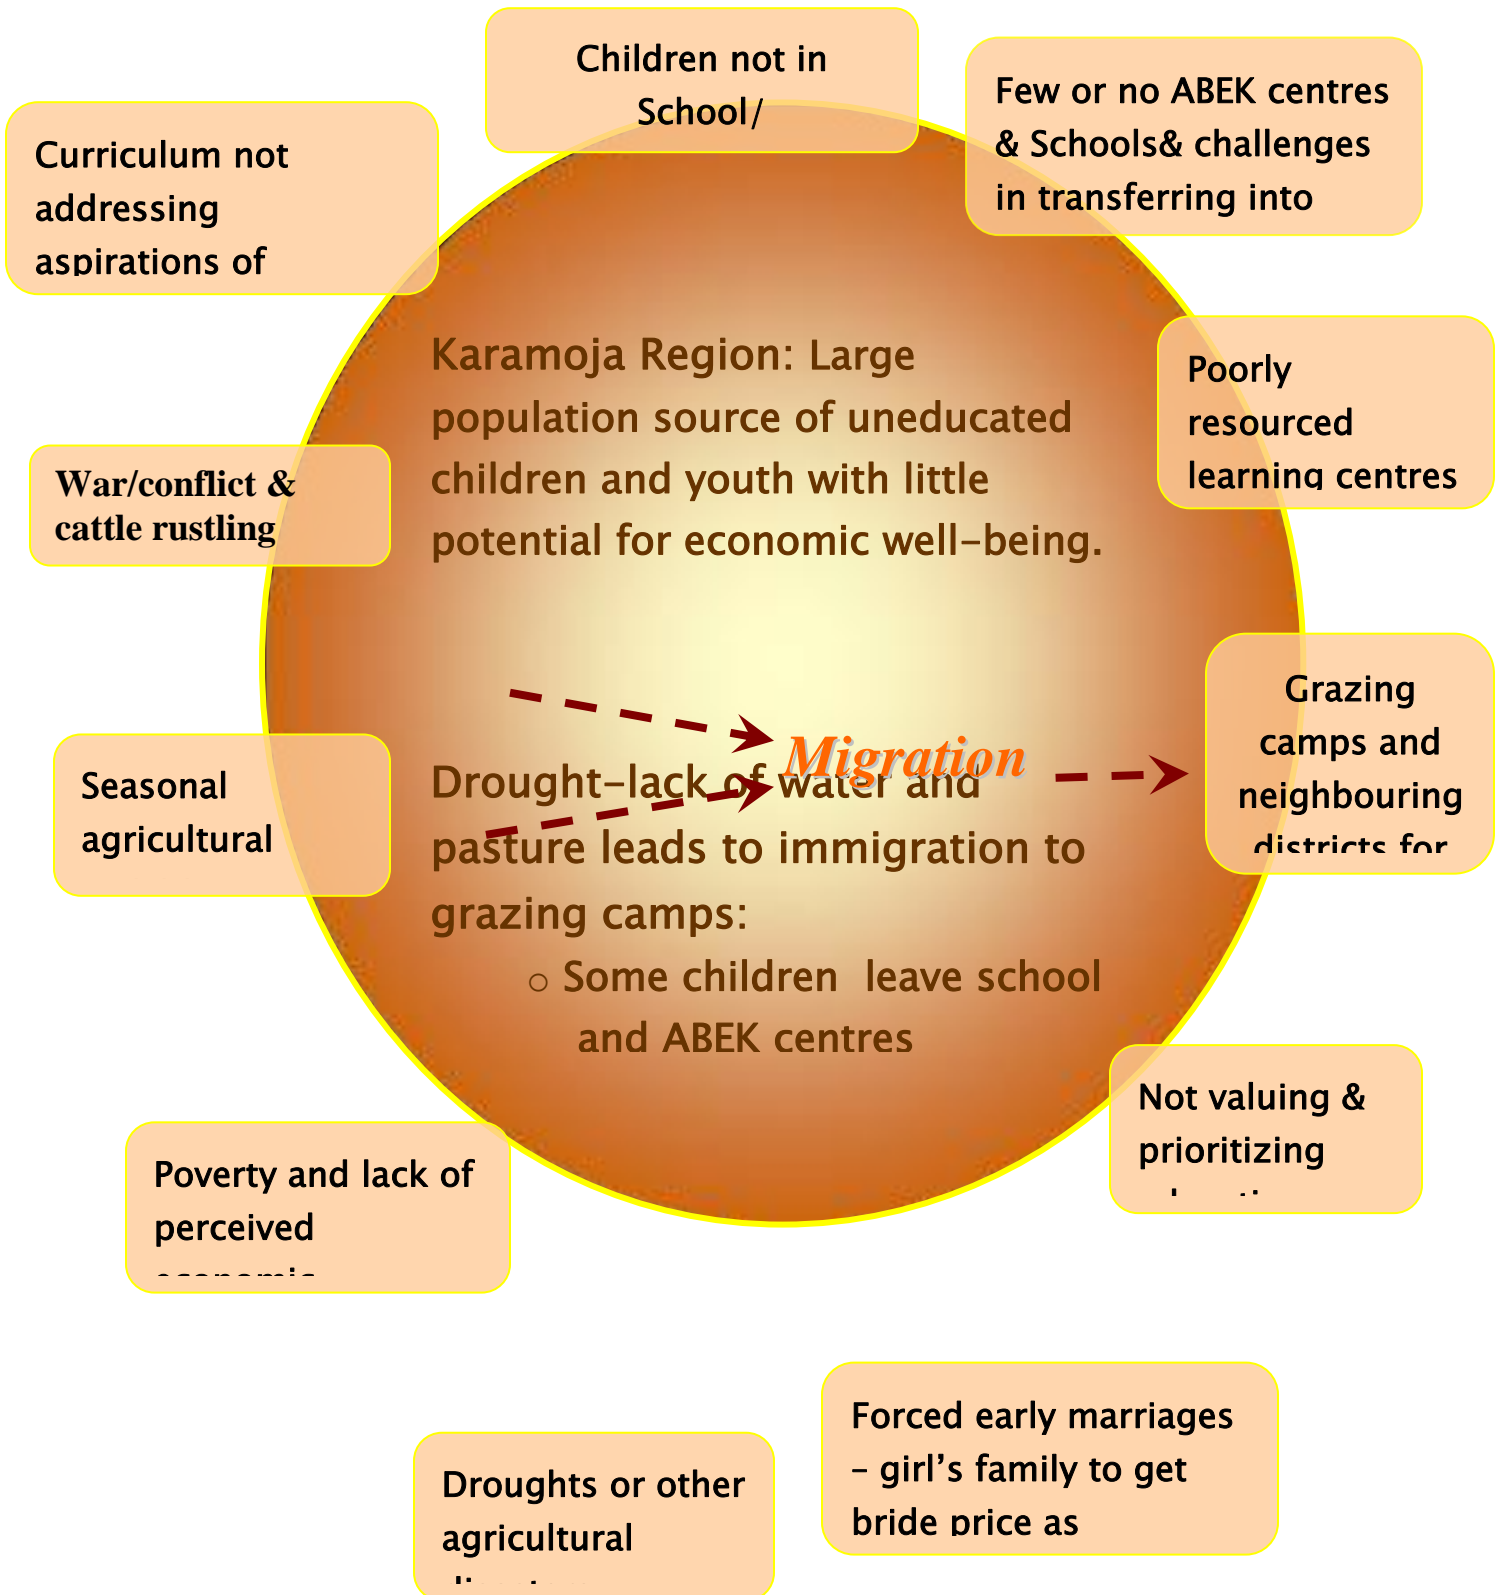 Children not in
School/
Few or no ABEK centres
& Schools& challenges
in transferring into
Curriculum not
addressing
aspirations of
Karamoja Region: Large
population source of uneducated
children and youth with little
potential for economic well-being.
Poorly
resourced
learning centres
War/conflict &
cattle rustling
Grazing
camps and
neighbouring
districts for
Migration
Seasonal
agricultural
Drought-lack of water and
pasture leads to immigration to
grazing camps:
o Some children leave school
and ABEK centres
Not valuing &
prioritizing
Poverty and lack of
perceived
economic
Forced early marriages
– girl's family to get
bride price as
Droughts or other
agricultural